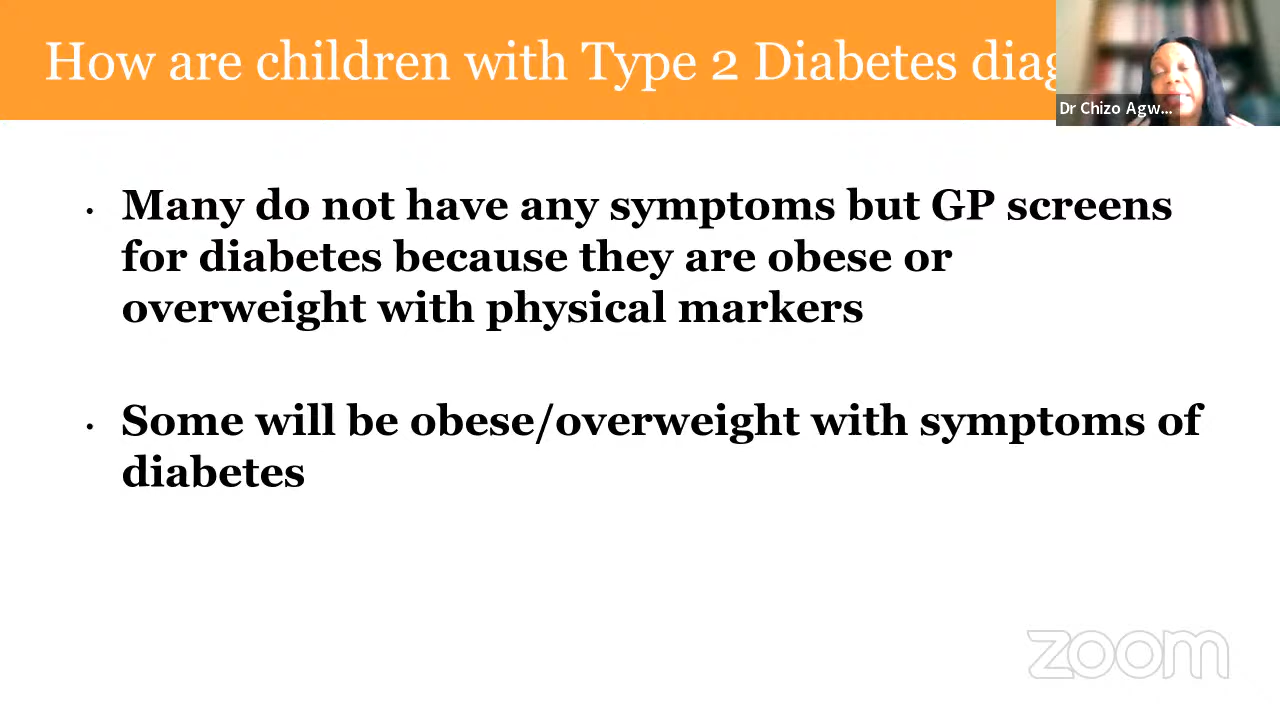 How are children with Type 2 Diabetes diag
Dr Chizo Agw...
• Many do not have any symptoms but GP screens
for diabetes because they are obese or
overweight with physical markers
• Some will be obese/overweight with symptoms of
diabetes
zoom